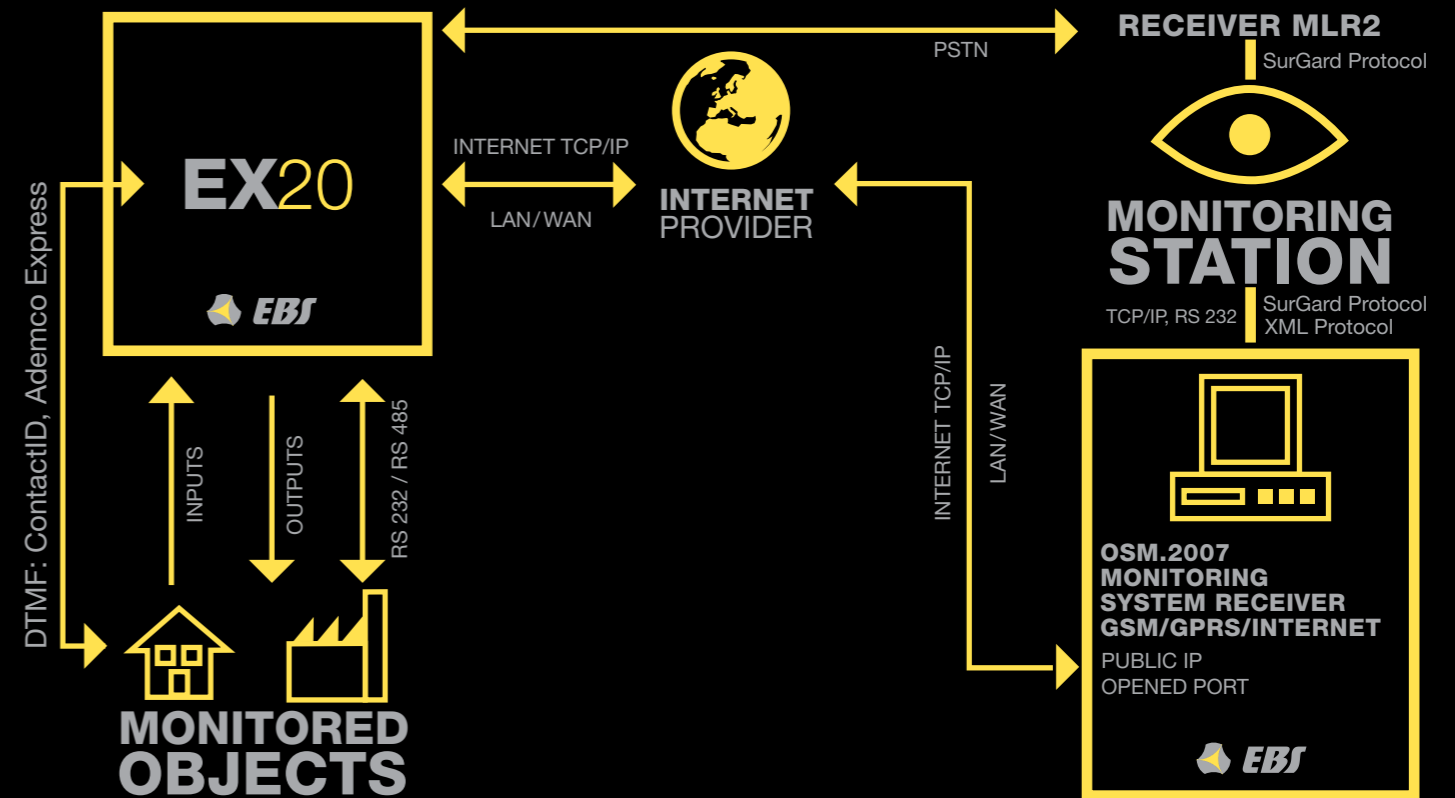 PSTN
RECEIVER MLR2
SurGard Protocol
EX20
EBS
INTERNET TCP/IP
LAN/WAN
INTERNET
PROVIDER
MONITORING
STATION
TCP/IP, RS 232
SurGard Protocol
XML Protocol
DTMF: ContactID, Ademco Express
INPUTS
OUTPUTS
RS 232 / RS 485
INTERNET TCP/IP
LAN/WAN
MONITORED
OBJECTS
OSM.2007
MONITORING
SYSTEM RECEIVER
GSM/GPRS/INTERNET
PUBLIC IP
OPENED PORT
EBS